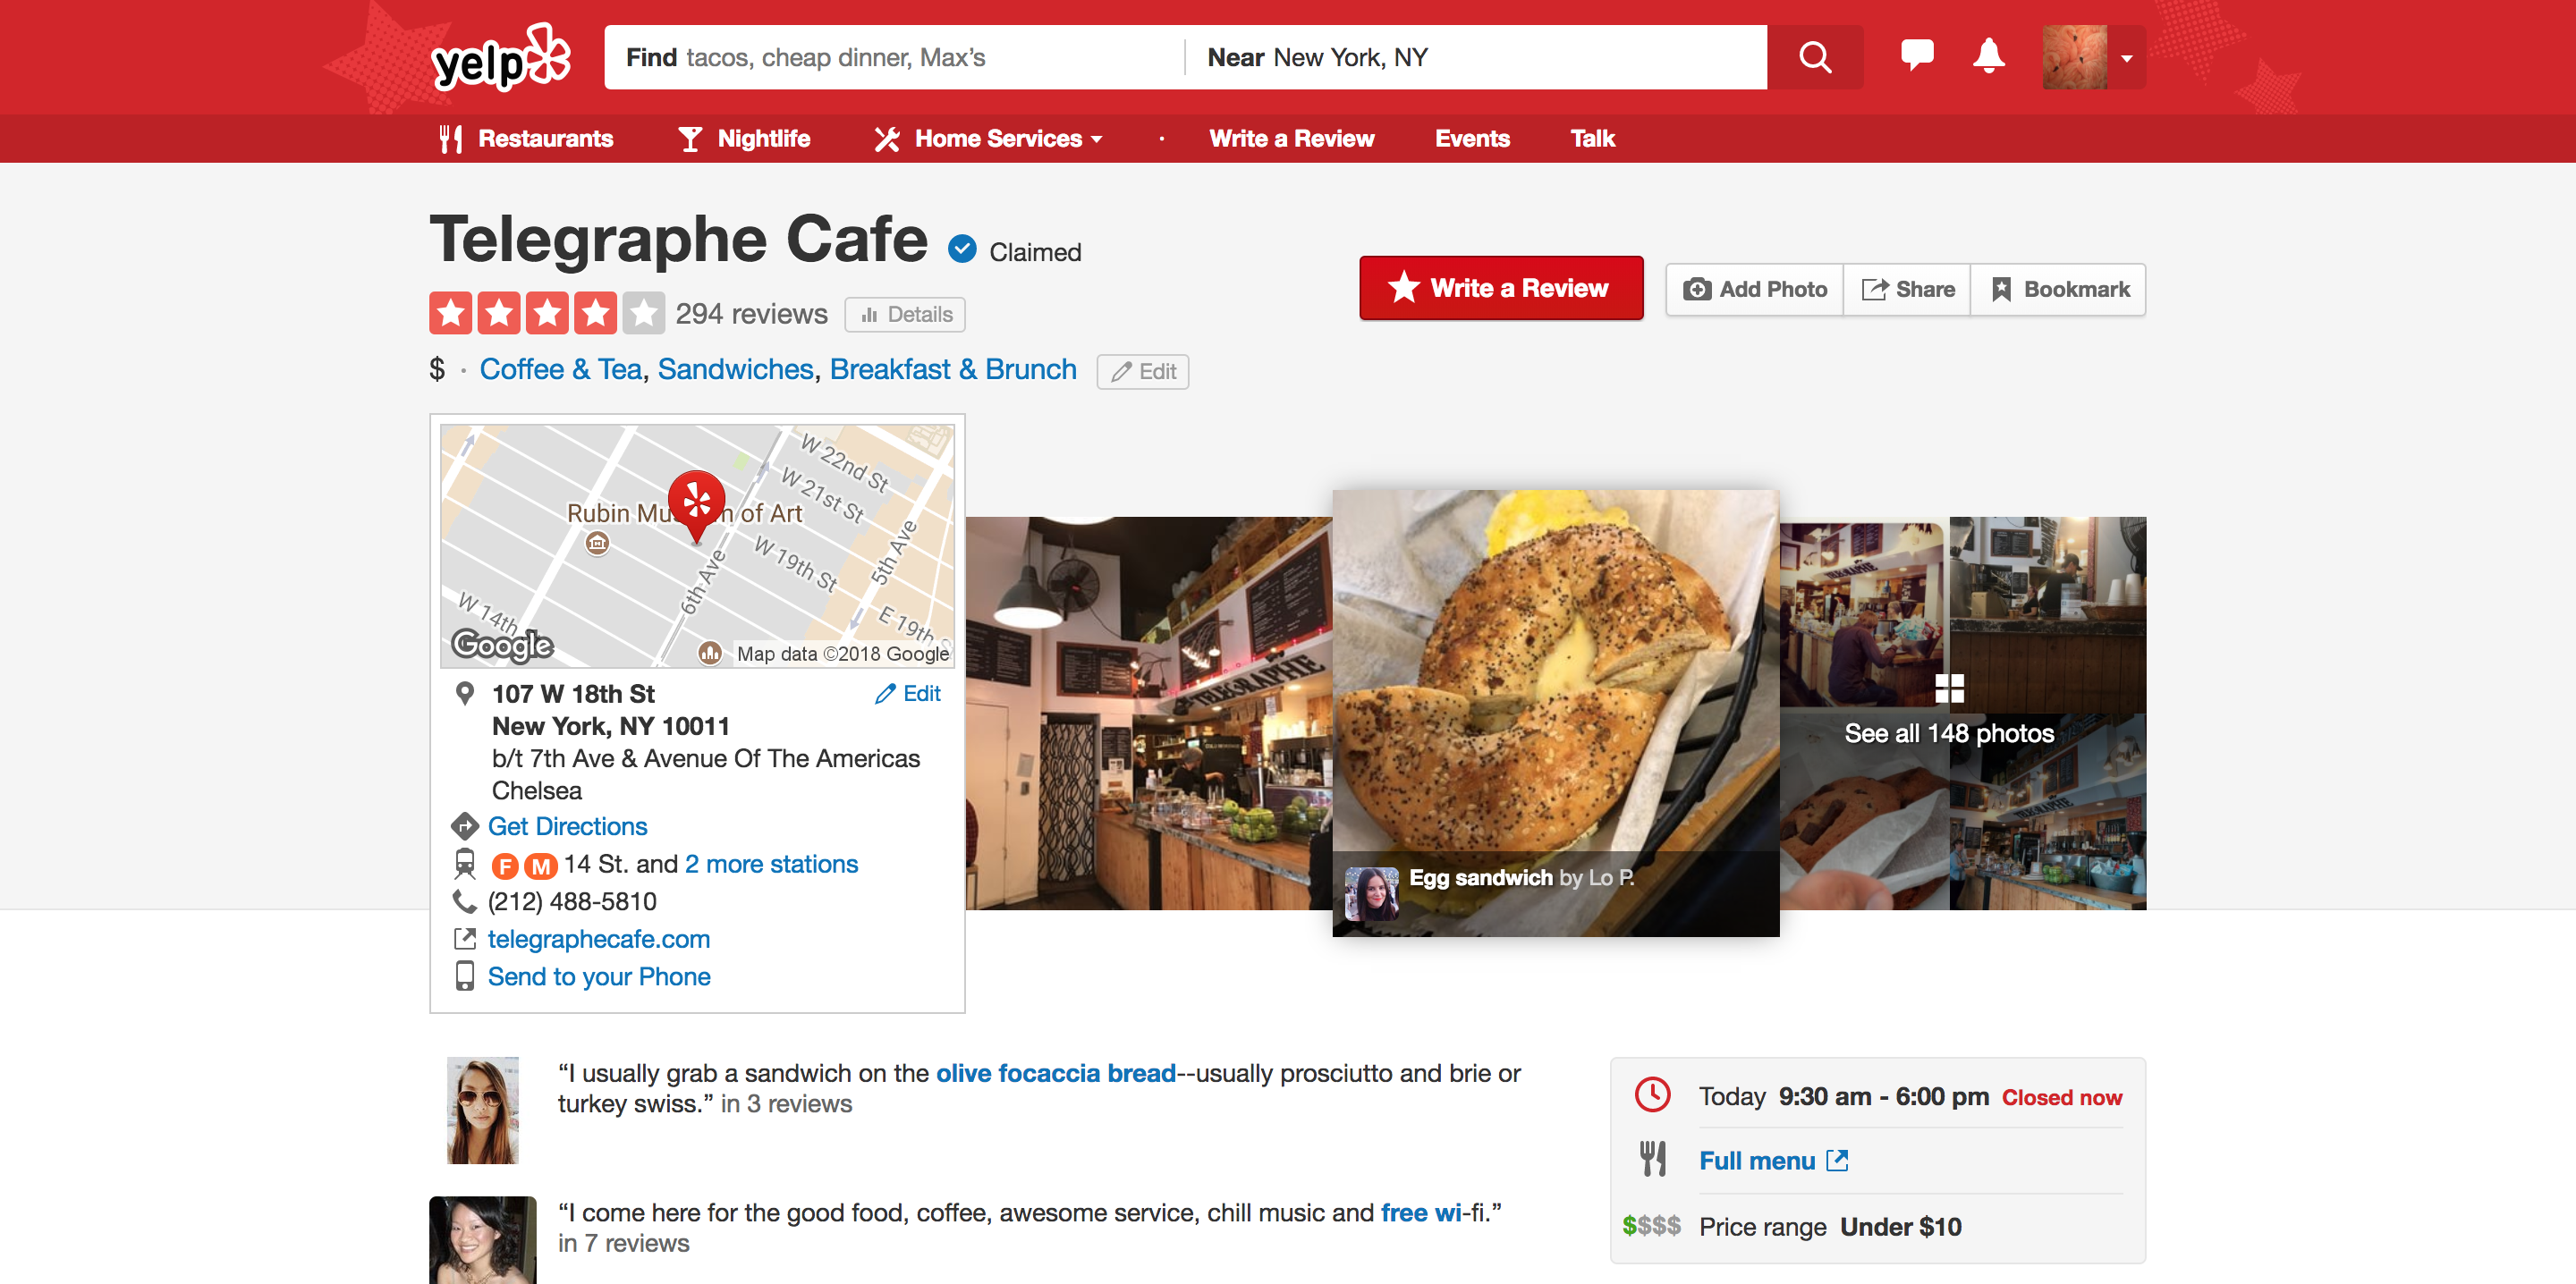 yelp
Find tacos, cheap dinner, Max's
Near New York, NY
Restaurants
Nightlife
Home Services
Write a Review
Events
Talk
Telegraphe Cafe
Claimed
294 reviews
Details
Write a Review
Add Photo
Share
Bookmark
$ · Coffee & Tea, Sandwiches, Breakfast & Brunch
Edit
W 22nd St
W 21st St
Rubin Museum of Art
W 19th St
5th Ave
6th Ave
W 14th
E 19th
Google
Map data ©2018 Google
107 W 18th St
Edit
New York, NY 10011
b/t 7th Ave & Avenue Of The Americas
Chelsea
Get Directions
F M 14 St. and 2 more stations
(212) 488-5810
telegraphecafe.com
Send to your Phone
TELEGRAPHE
Egg sandwich by Lo P.
TELEGRAPHE
See all 148 photos
TELEGRAPHE
“I usually grab a sandwich on the olive focaccia bread--usually prosciutto and brie or
turkey swiss.” in 3 reviews
“I come here for the good food, coffee, awesome service, chill music and free wi-fi.”
in 7 reviews
Today 9:30 am - 6:00 pm Closed now
Full menu
$$$$ Price range Under $10